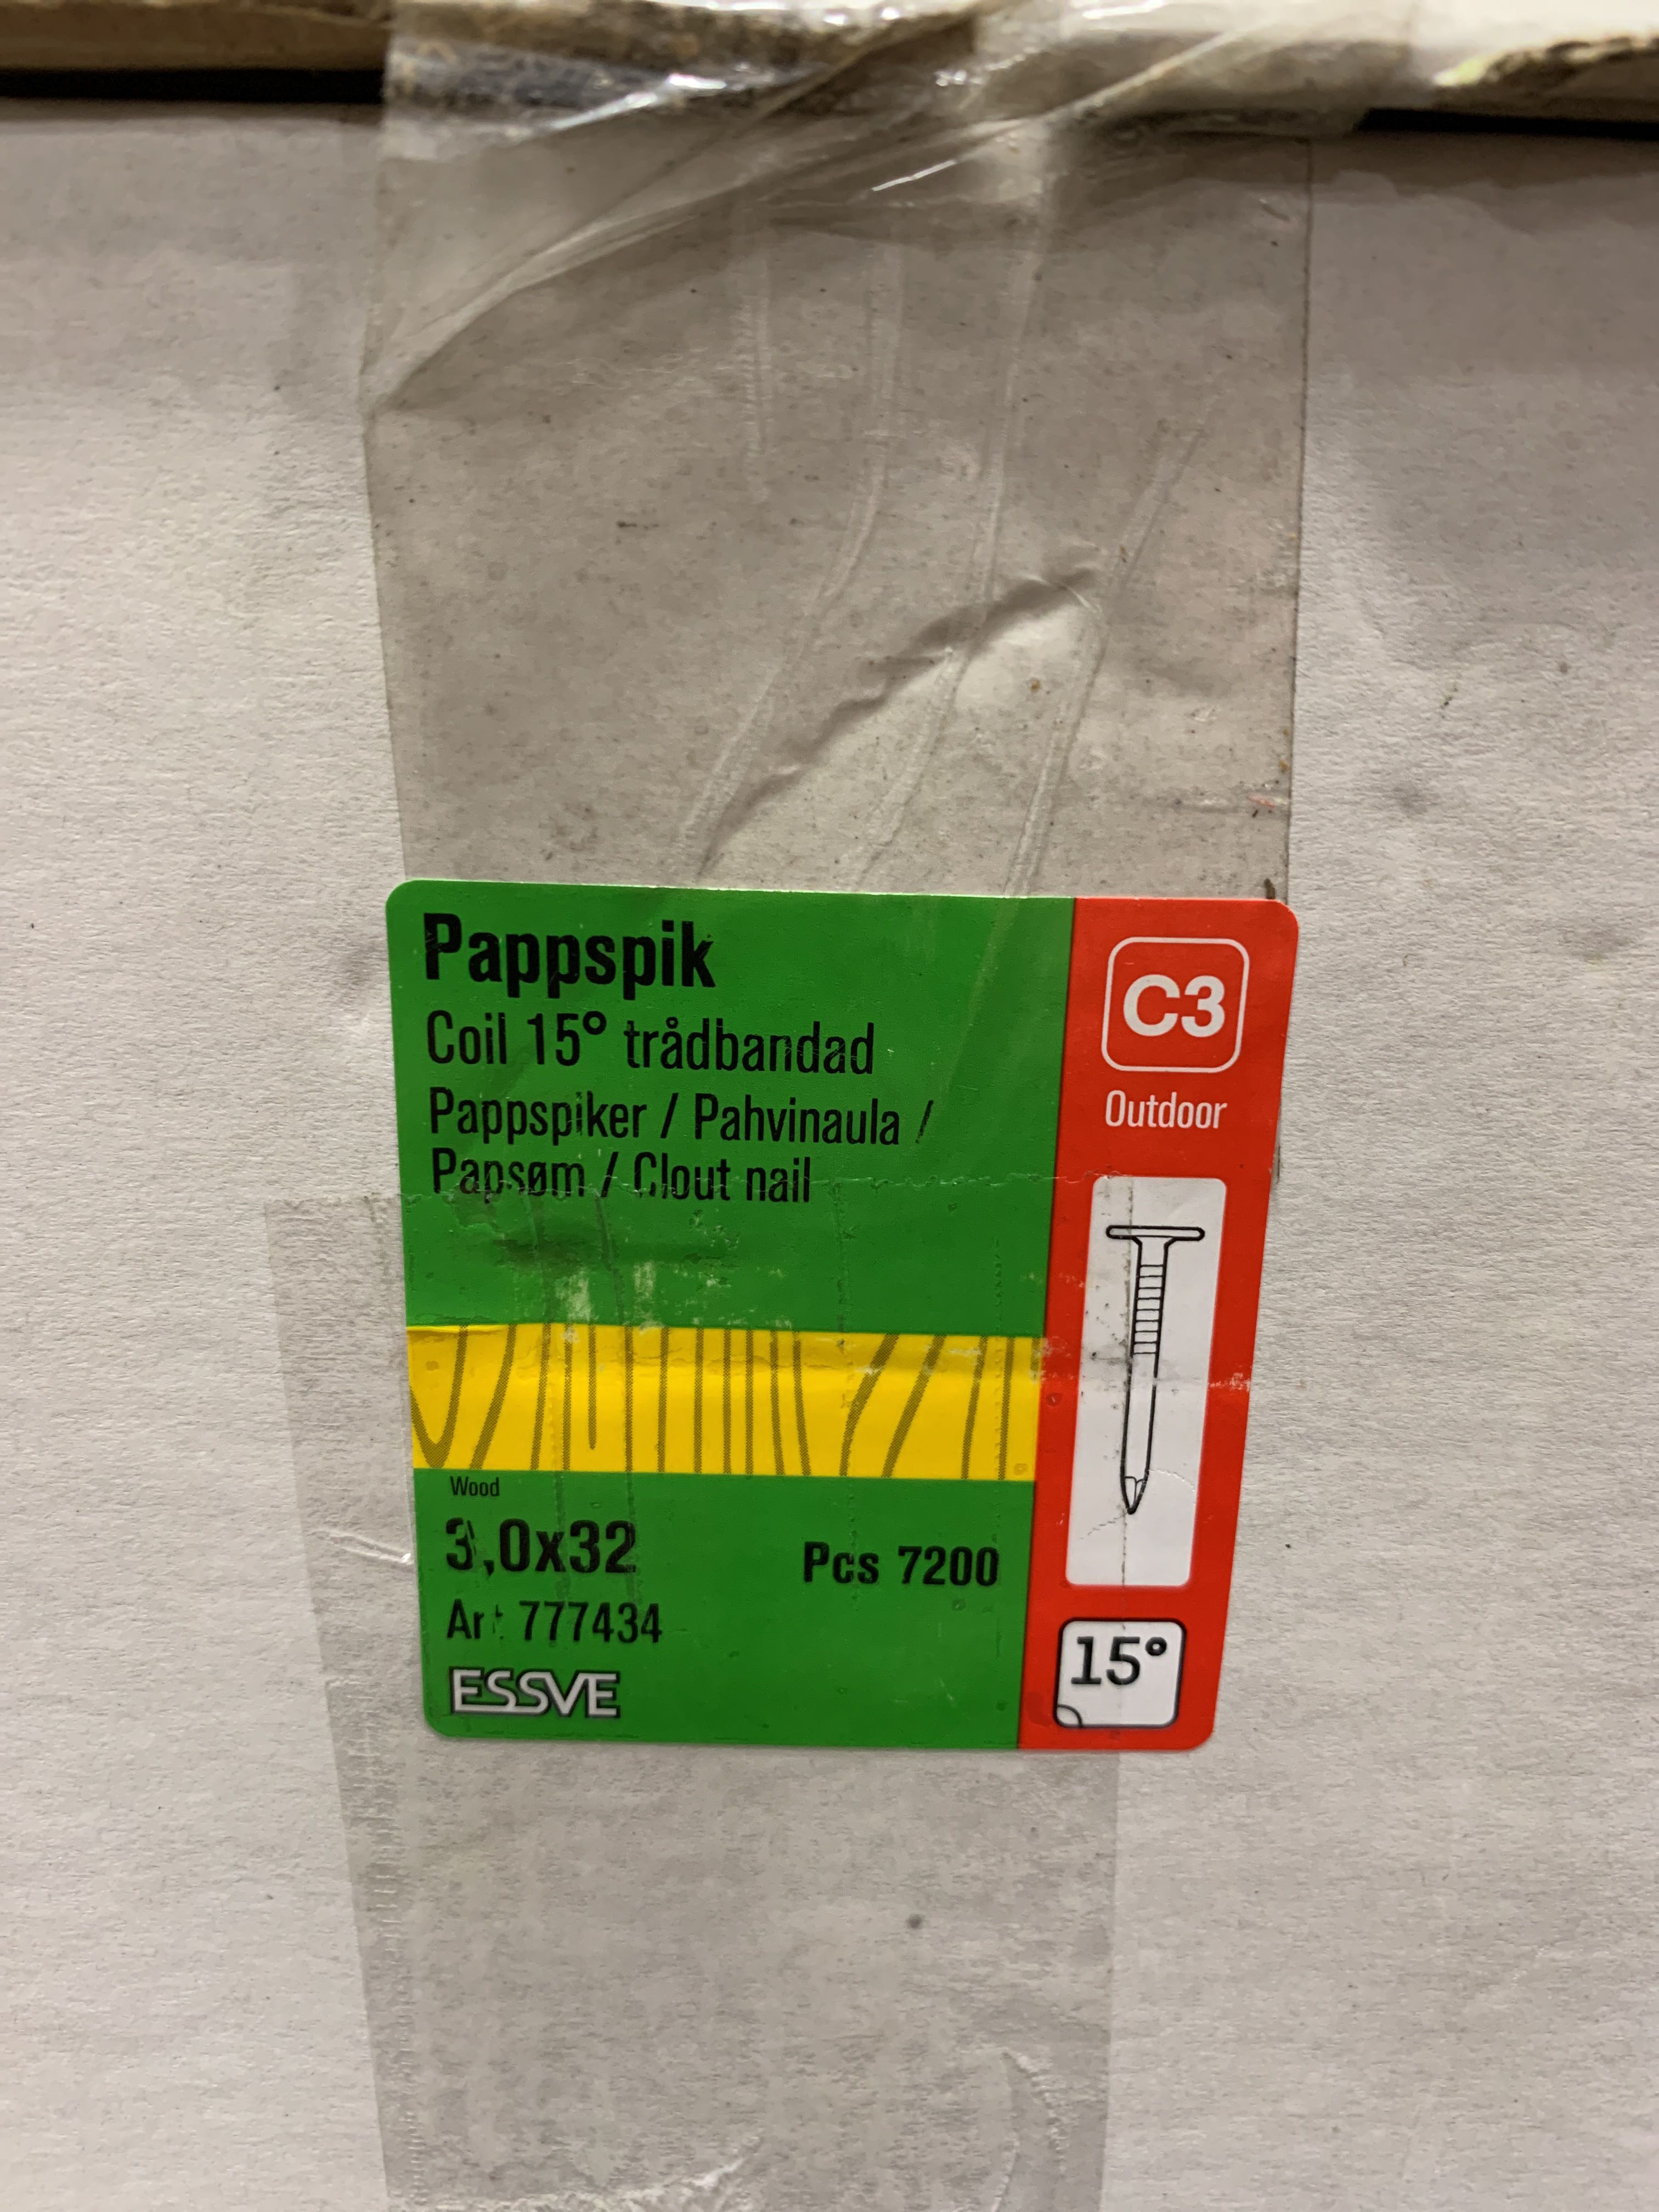 Pappspik
Coil 15° trådbandad
Pappspiker / Pahvinaula /
Papsøm / Clout nail
C3
Outdoor
Wood
3,0x32
Pcs 7200
Art 777434
ESSVE
15°